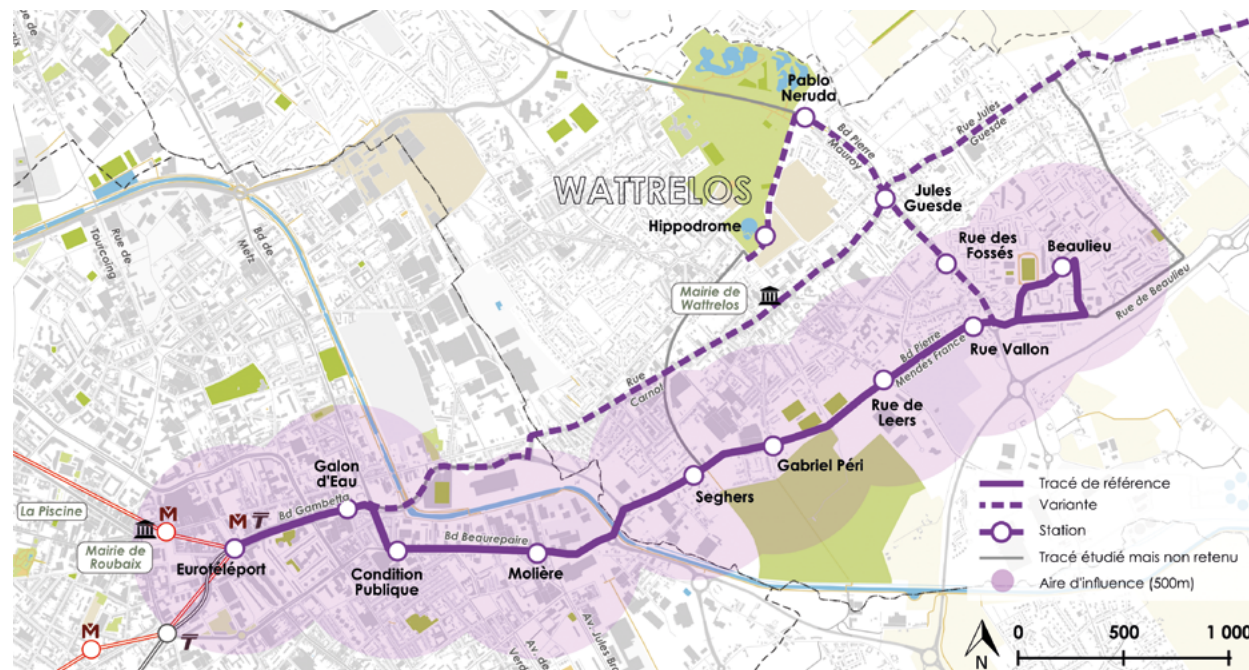 Pablo
Neruda
Bd Pierre
Mauroy
Rue Jules
Guesde
Rue de
Tourcoing
Bd de
Metz
WATTRELOS
Jules
Guesde
Hippodrome
Rue des
Fossés
Beaulieu
Mairie de
Wattrelos
Rue de Beaulieu
Rue Vallon
Bd Pierre
Mendes France
Rue
Carnot
Rue de
Leers
Gabriel Péri
Seghers
Galon
d'Eau
Bd Gambetta
La Piscine
M
M T
Mairie de
Roubaix
Eurotéléport
Bd Beaurepaire
Condition
Publique
Molière
M
T
Av. Jules
Av. de
Tracé de référence
Variante
Station
Tracé étudié mais non retenu
Aire d'influence (500m)
N
0 500 1 000